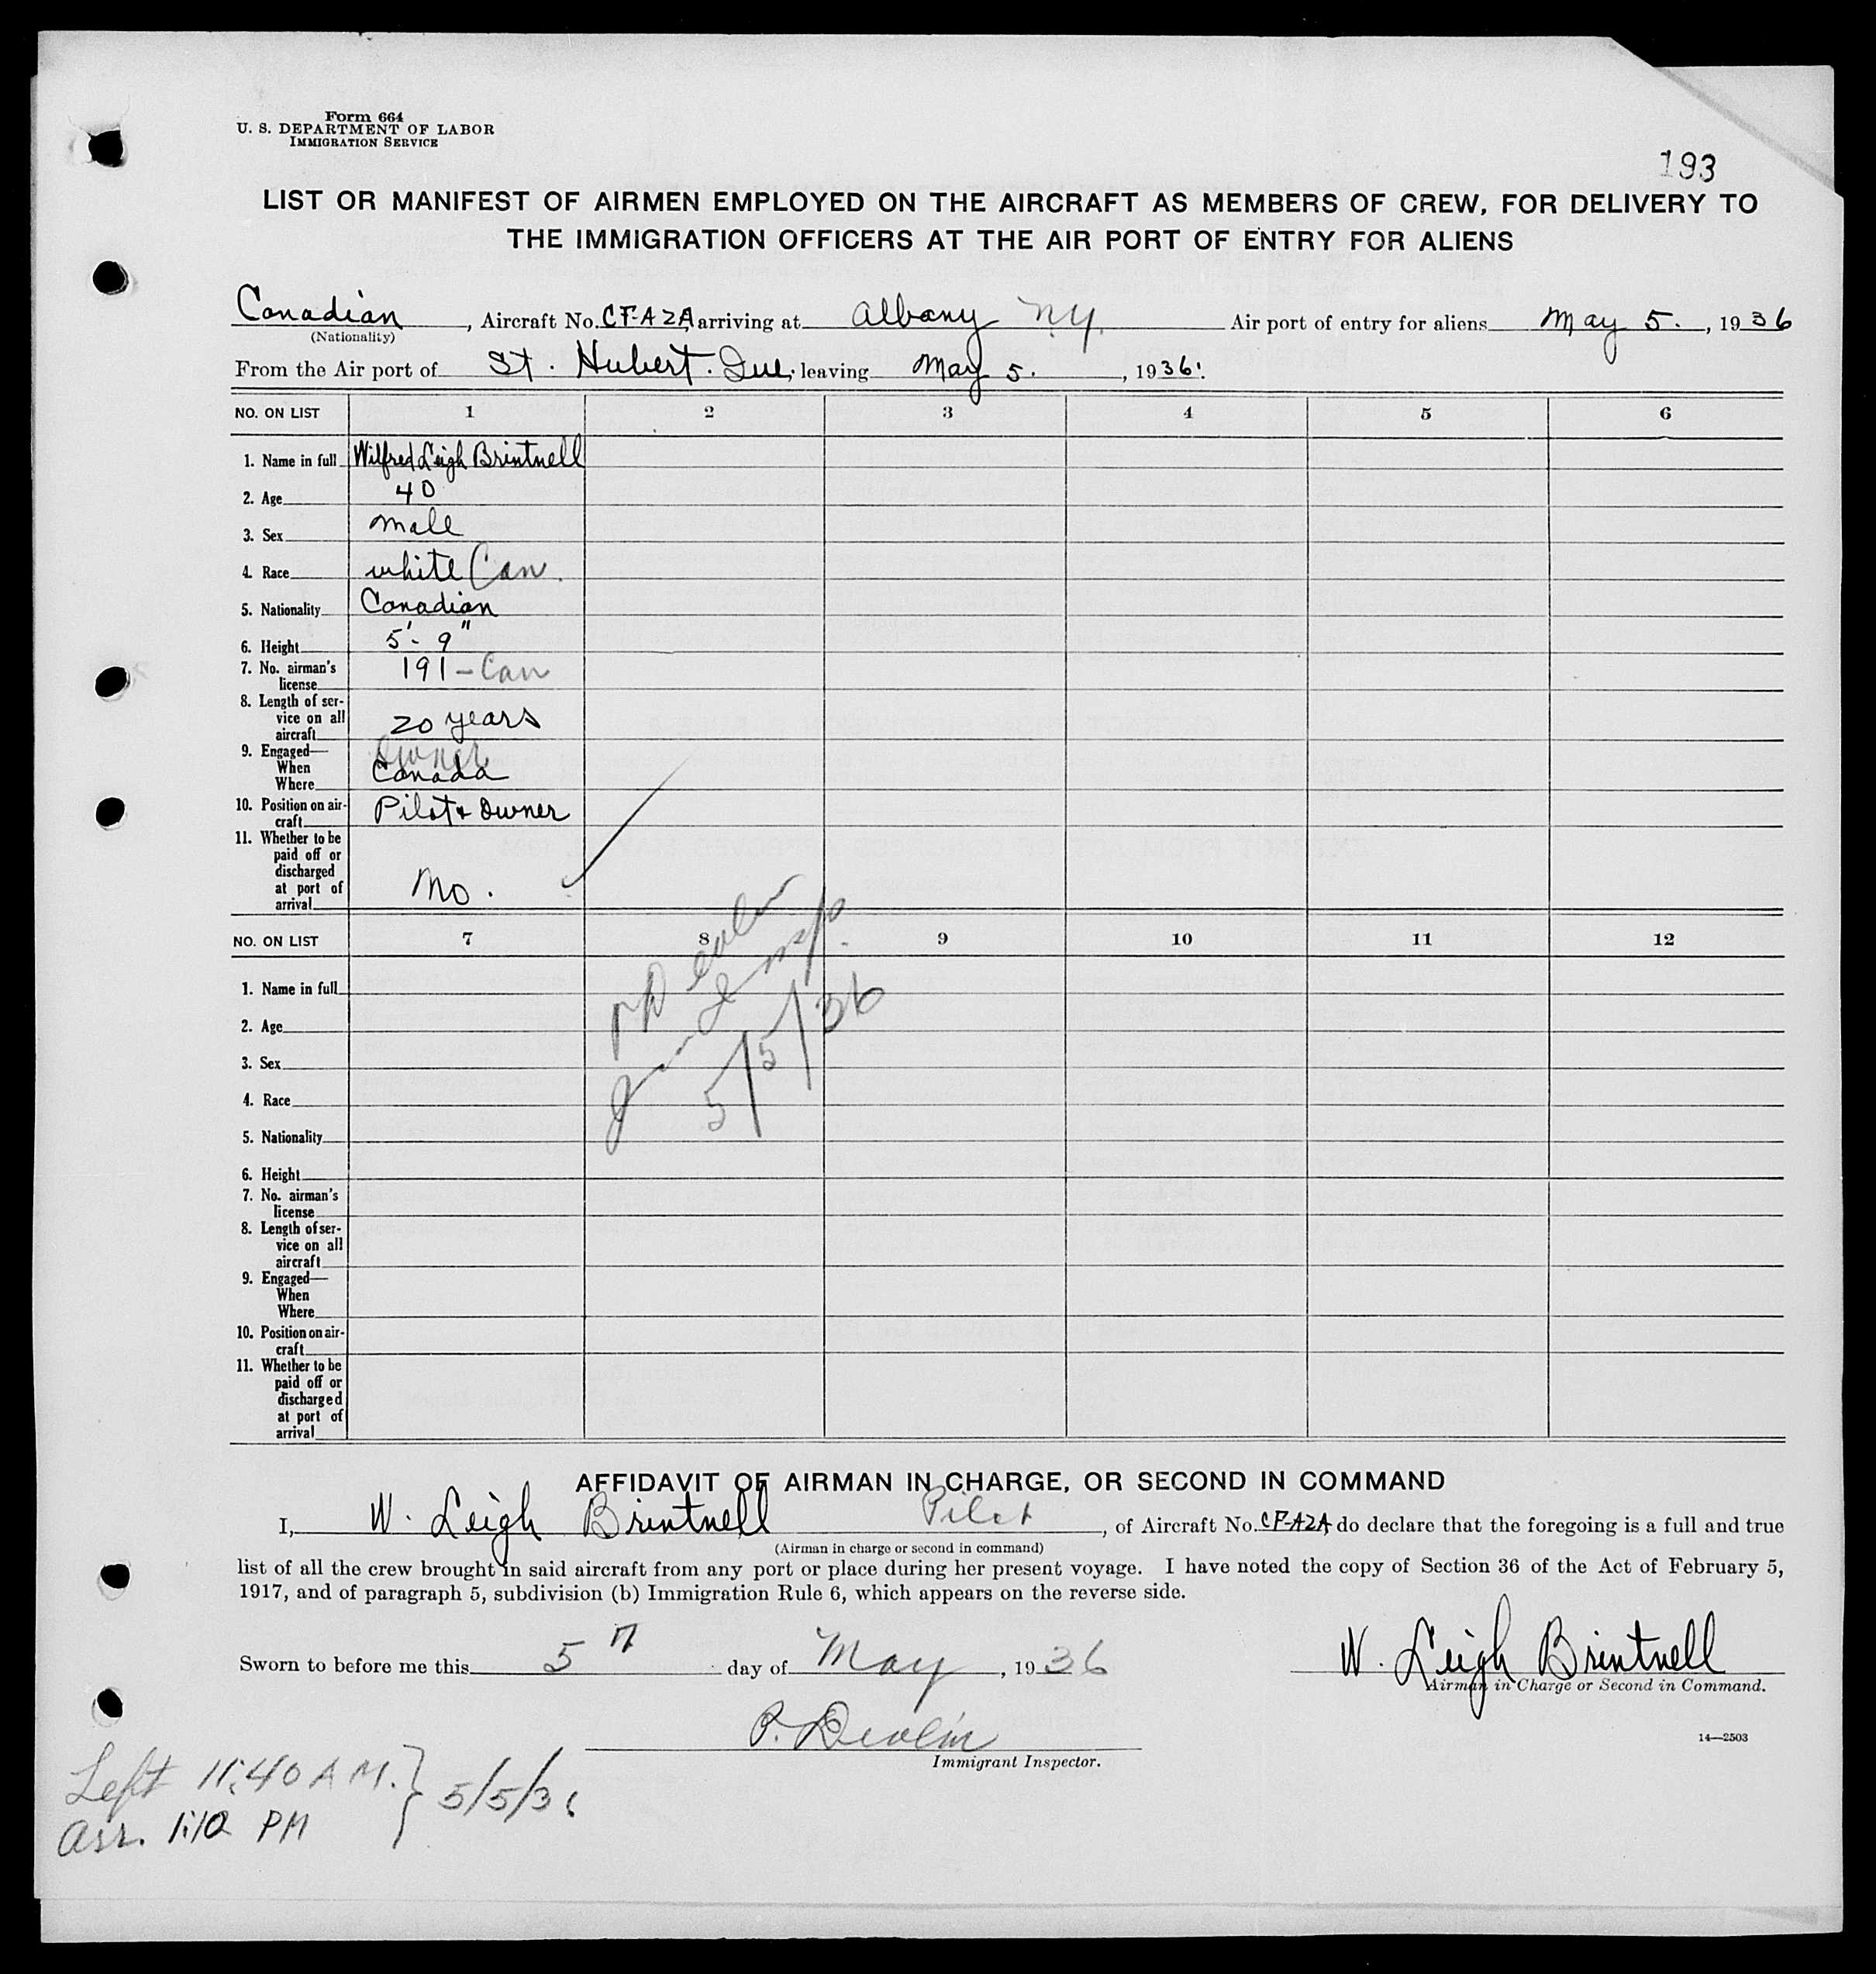 Form 664
U. S. DEPARTMENT OF LABOR
IMMIGRATION SERVICE
193
LIST OR MANIFEST OF AIRMEN EMPLOYED ON THE AIRCRAFT AS MEMBERS OF CREW, FOR DELIVERY TO
THE IMMIGRATION OFFICERS AT THE AIR PORT OF ENTRY FOR ALIENS
Canadian, Aircraft No. CF-AZA arriving at Albany N.Y. Air port of entry for aliens May 5., 1936
(Nationality)
From the Air port of St. Hubert. Que, leaving May 5., 1936.
NO. ON LIST 1 2 3 4 5 6
1. Name in full Wilfred Leigh Brintnell
2. Age 40
3. Sex male
4. Race white Can.
5. Nationality Canadian
6. Height 5'- 9"
7. No. airman's
license 191 - Can
8. Length of ser-
vice on all
aircraft 20 years
9. Engaged—
When Owner
Where Canada
10. Position on air-
craft Pilot & Owner
11. Whether to be
paid off or
discharged
at port of
arrival No.
NO. ON LIST 7 8 9 10 11 12
1. Name in full
2. Age
3. Sex
4. Race
5. Nationality
6. Height
7. No. airman's
license
8. Length of ser-
vice on all
aircraft
9. Engaged—
When
Where
10. Position on air-
craft
11. Whether to be
paid off or
discharged
at port of
arrival
Devlin
Insp
5/5/36
AFFIDAVIT OF AIRMAN IN CHARGE, OR SECOND IN COMMAND
I, W. Leigh Brintnell Pilot, of Aircraft No. CF-AZA do declare that the foregoing is a full and true
(Airman in charge or second in command)
list of all the crew brought in said aircraft from any port or place during her present voyage. I have noted the copy of Section 36 of the Act of February 5,
1917, and of paragraph 5, subdivision (b) Immigration Rule 6, which appears on the reverse side.
Sworn to before me this 5th day of May, 1936
W. Leigh Brintnell
Airman in Charge or Second in Command.
P. Devlin
Immigrant Inspector.
14—2503
Left 11:40 A M. } 5/5/36
Arr. 1:10 PM